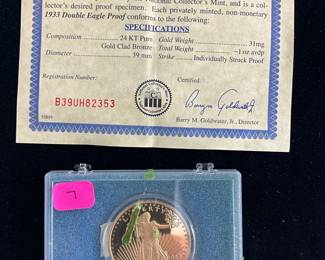 National Collector's Mint, and is a col-
lector's desired proof specimen. Each privately minted, non-monetary
1933 Double Eagle Proof conforms to the following:
SPECIFICATIONS
Composition 24 KT Pure Gold Weight 31mg
Gold Clad Bronze Total Weight ~1 oz avdp
Diameter 39 mm Strike Individually Struck Proof
Registration Number: Certified:
B39UH82353
Barry M. Goldwater, Jr., Director
7